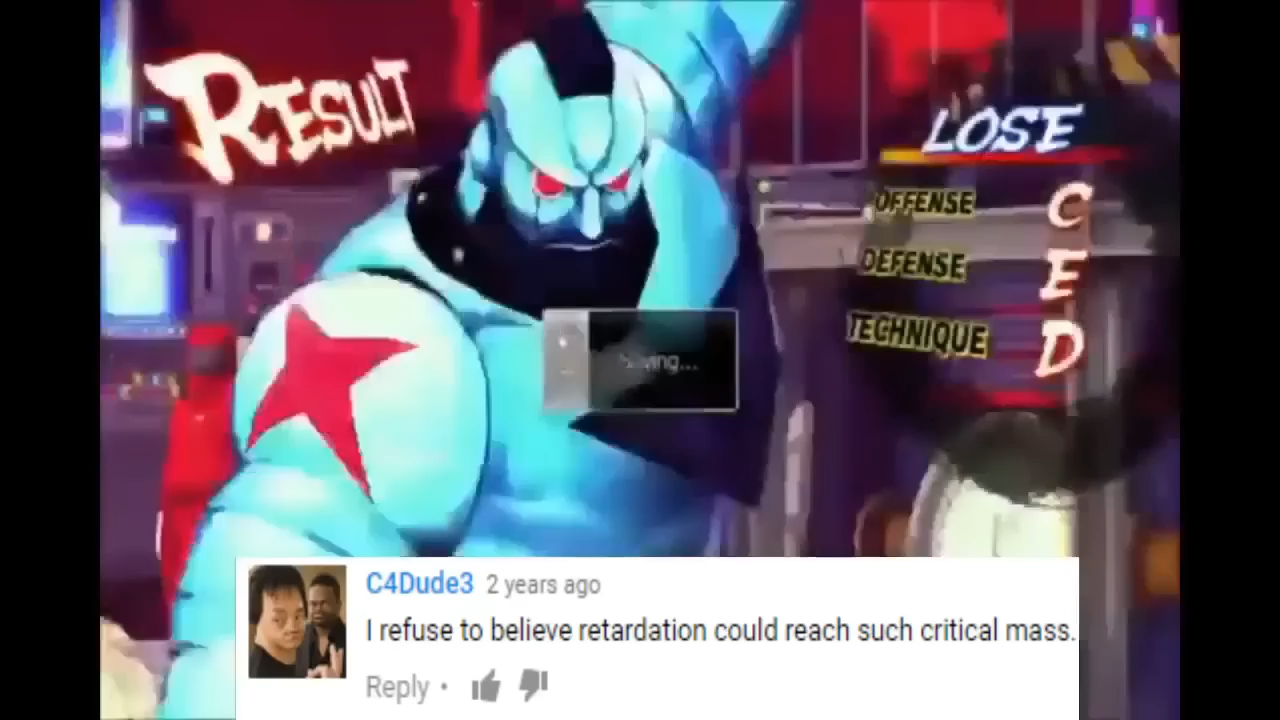 RESULT
LOSE
OFFENSE C
DEFENSE E
TECHNIQUE D
Saving...
C4Dude3 2 years ago
I refuse to believe retardation could reach such critical mass.
Reply •